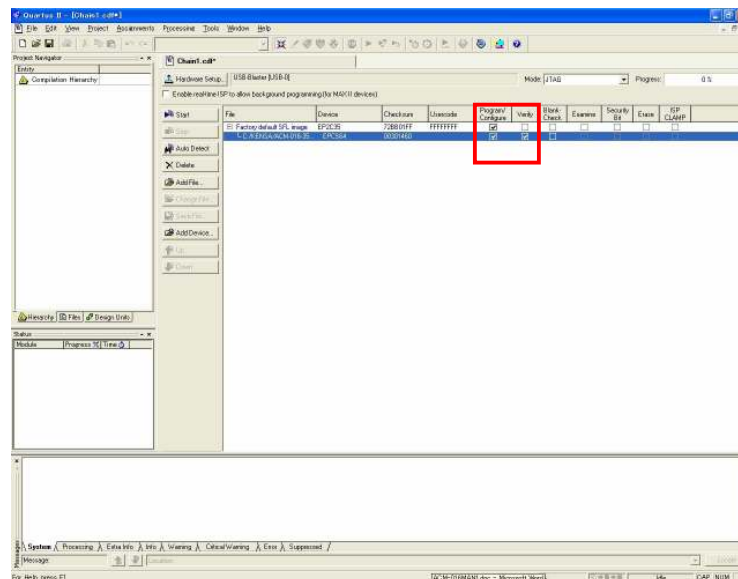 Quartus II - [Chain1.cdf*]
File Edit View Project Assignments Processing Tools Window Help
Project Navigator
Entity
Compilation Hierarchy
Hierarchy Files Design Units
Status
Module Progress % Time
Chain1.cdf*
Hardware Setup... USB-Blaster [USB-0] Mode: JTAG Progress: 0 %
Enable real-time ISP to allow background programming (for MAX II devices)
Start
Stop
Auto Detect
Delete
Add File...
Change File...
Save File...
Add Device...
Up
Down
File Device Checksum Usercode Program/Configure Verify Blank-Check Examine Security Bit Erase ISP CLAMP
Factory default SFL image EP2C35 72BB01FF FFFFFFFF
EPCS64
Messages
System Processing Extra Info Info Warning Critical Warning Error Suppressed
Message: Location:
For Help, press F1
Idle CAP NUM